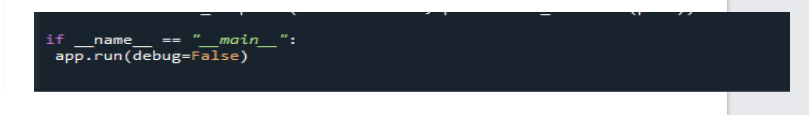 if __name__ == "__main__":
 app.run(debug=False)